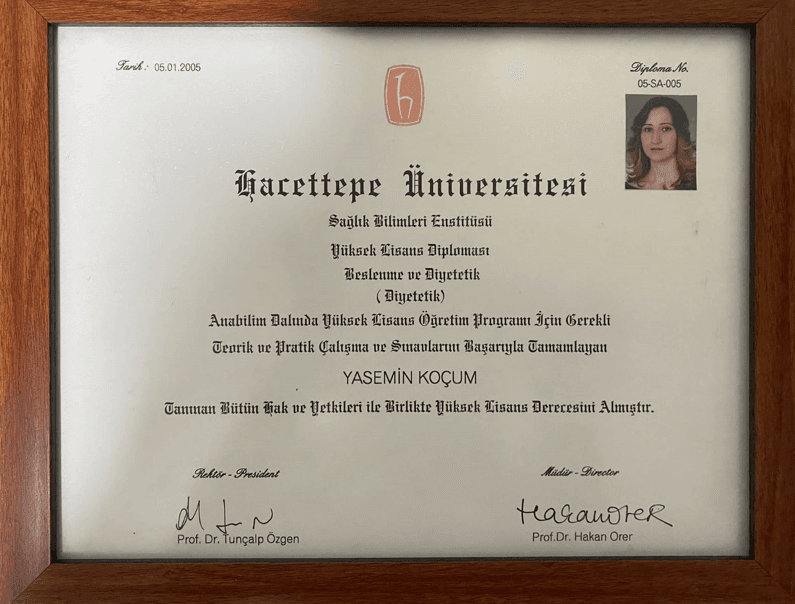 Tarih : 05.01.2005
Diploma No.
05-SA-005
Hacettepe Üniversitesi
Sağlık Bilimleri Enstitüsü
Yüksek Lisans Diploması
Beslenme ve Diyetetik
( Diyetetik)
Anabilim Dalında Yüksek Lisans Öğretim Programı İçin Gerekli
Teorik ve Pratik Çalışma ve Sınavlarını Başarıyla Tamamlayan
YASEMİN KOÇUM
Tanınan Bütün Hak ve Yetkileri ile Birlikte Yüksek Lisans Derecesini Almıştır.
Rektör - President
Müdür - Director
Hakan Orer
Prof. Dr. Tunçalp Özgen
Prof.Dr. Hakan Orer